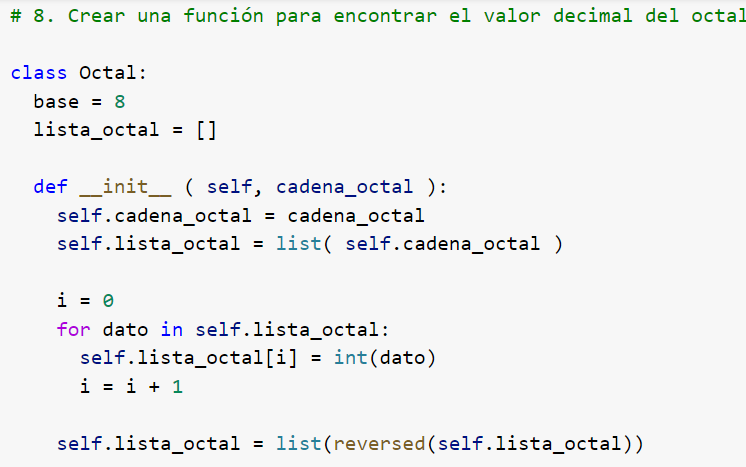 # 8. Crear una función para encontrar el valor decimal del octal
class Octal:
  base = 8
  lista_octal = []
  def __init__ ( self, cadena_octal ):
    self.cadena_octal = cadena_octal
    self.lista_octal = list( self.cadena_octal )
    i = 0
    for dato in self.lista_octal:
      self.lista_octal[i] = int(dato)
      i = i + 1
    self.lista_octal = list(reversed(self.lista_octal))